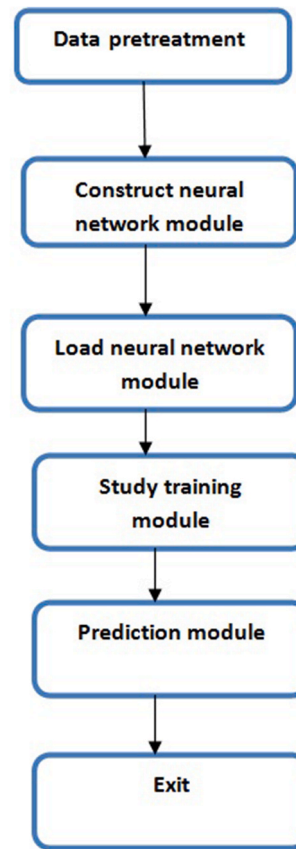 Data pretreatment
Construct neural
network module
Load neural network
module
Study training
module
Prediction module
Exit